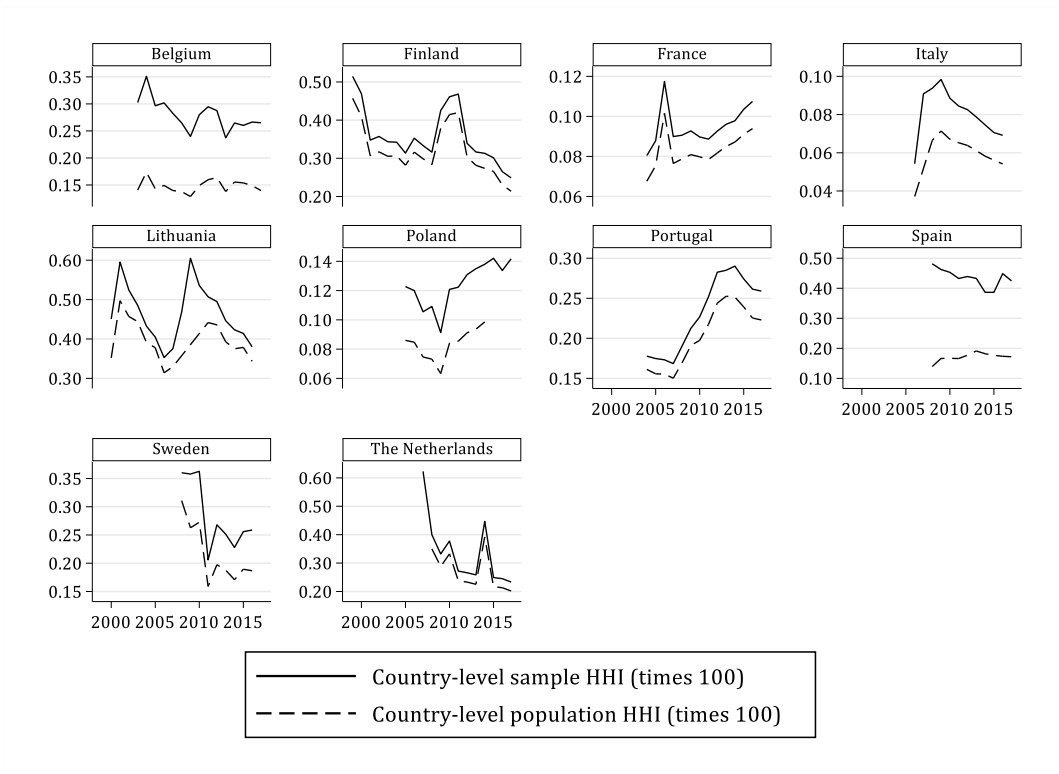 Belgium
0.35
0.30
0.25
0.20
0.15
Finland
0.50
0.40
0.30
0.20
France
0.12
0.10
0.08
0.06
Italy
0.10
0.08
0.06
0.04
Lithuania
0.60
0.50
0.40
0.30
Poland
0.14
0.12
0.10
0.08
0.06
Portugal
0.30
0.25
0.20
0.15
2000 2005 2010 2015
Spain
0.50
0.40
0.30
0.20
0.10
2000 2005 2010 2015
Sweden
0.35
0.30
0.25
0.20
0.15
2000 2005 2010 2015
The Netherlands
0.60
0.50
0.40
0.30
0.20
2000 2005 2010 2015
Country-level sample HHI (times 100)
Country-level population HHI (times 100)